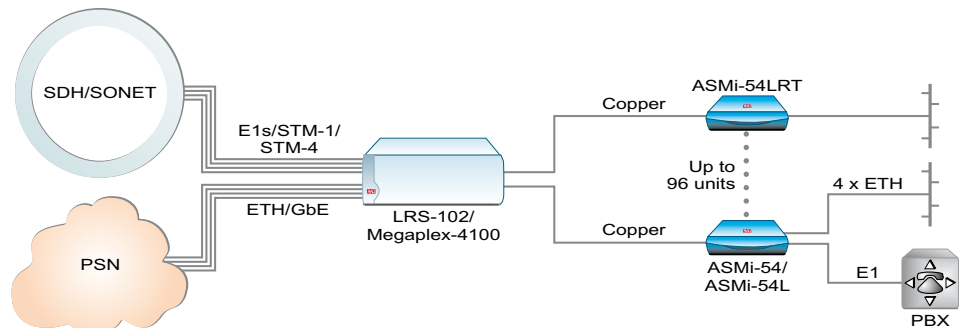 SDH/SONET
E1s/STM-1/
STM-4
ETH/GbE
PSN
LRS-102/
Megaplex-4100
Copper
ASMi-54LRT
Up to
96 units
4 x ETH
Copper
ASMi-54/
ASMi-54L
E1
PBX